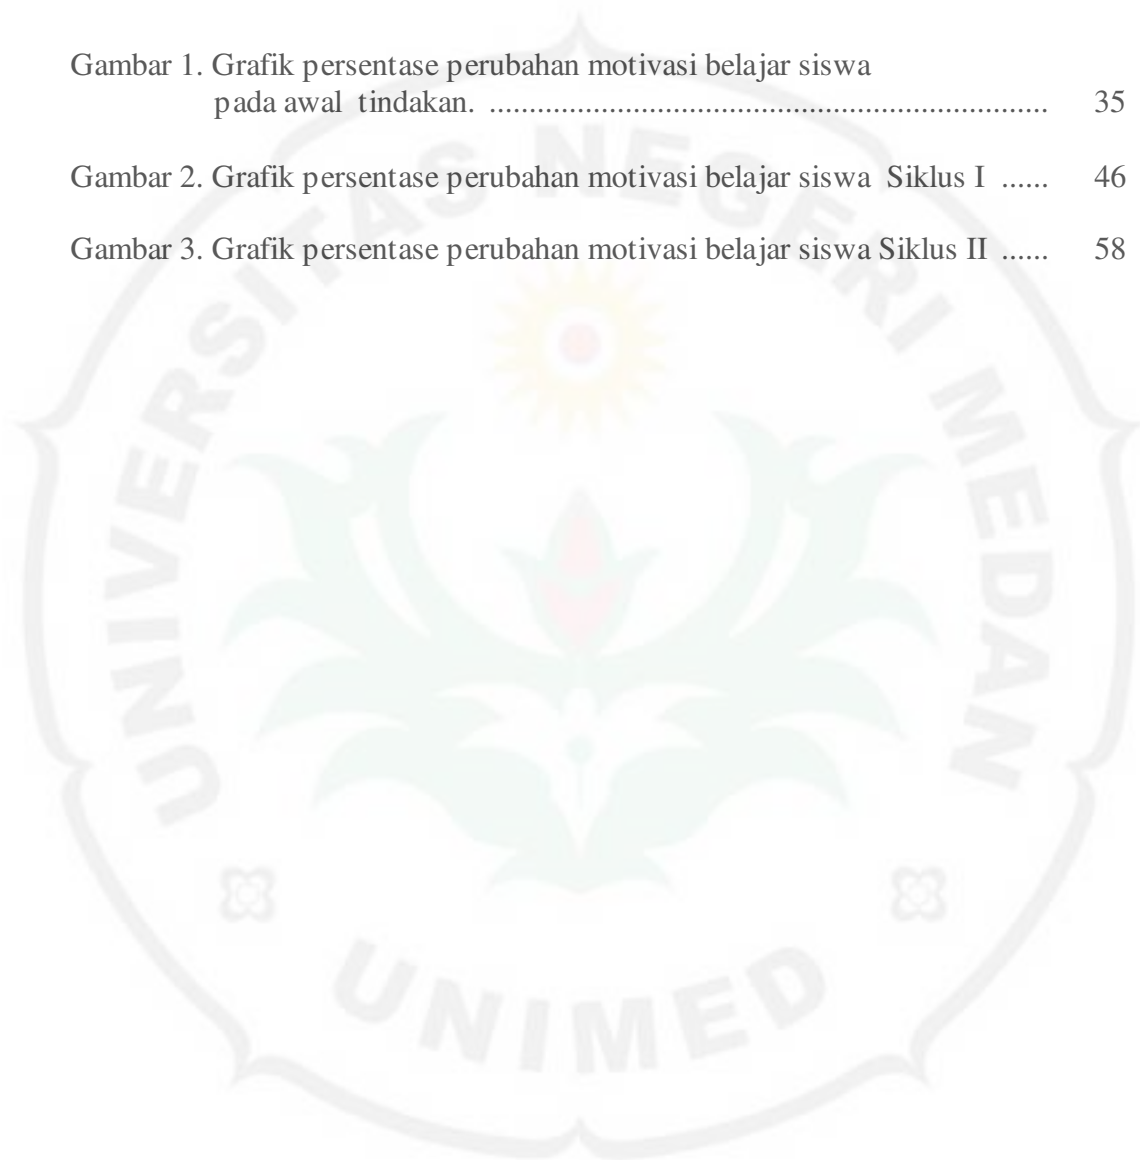 Gambar 1. Grafik persentase perubahan motivasi belajar siswa
pada awal tindakan. ...................................................................... 35
Gambar 2. Grafik persentase perubahan motivasi belajar siswa Siklus I ...... 46
Gambar 3. Grafik persentase perubahan motivasi belajar siswa Siklus II ...... 58
UNIVERSITAS NEGERI MEDAN
UNIMED